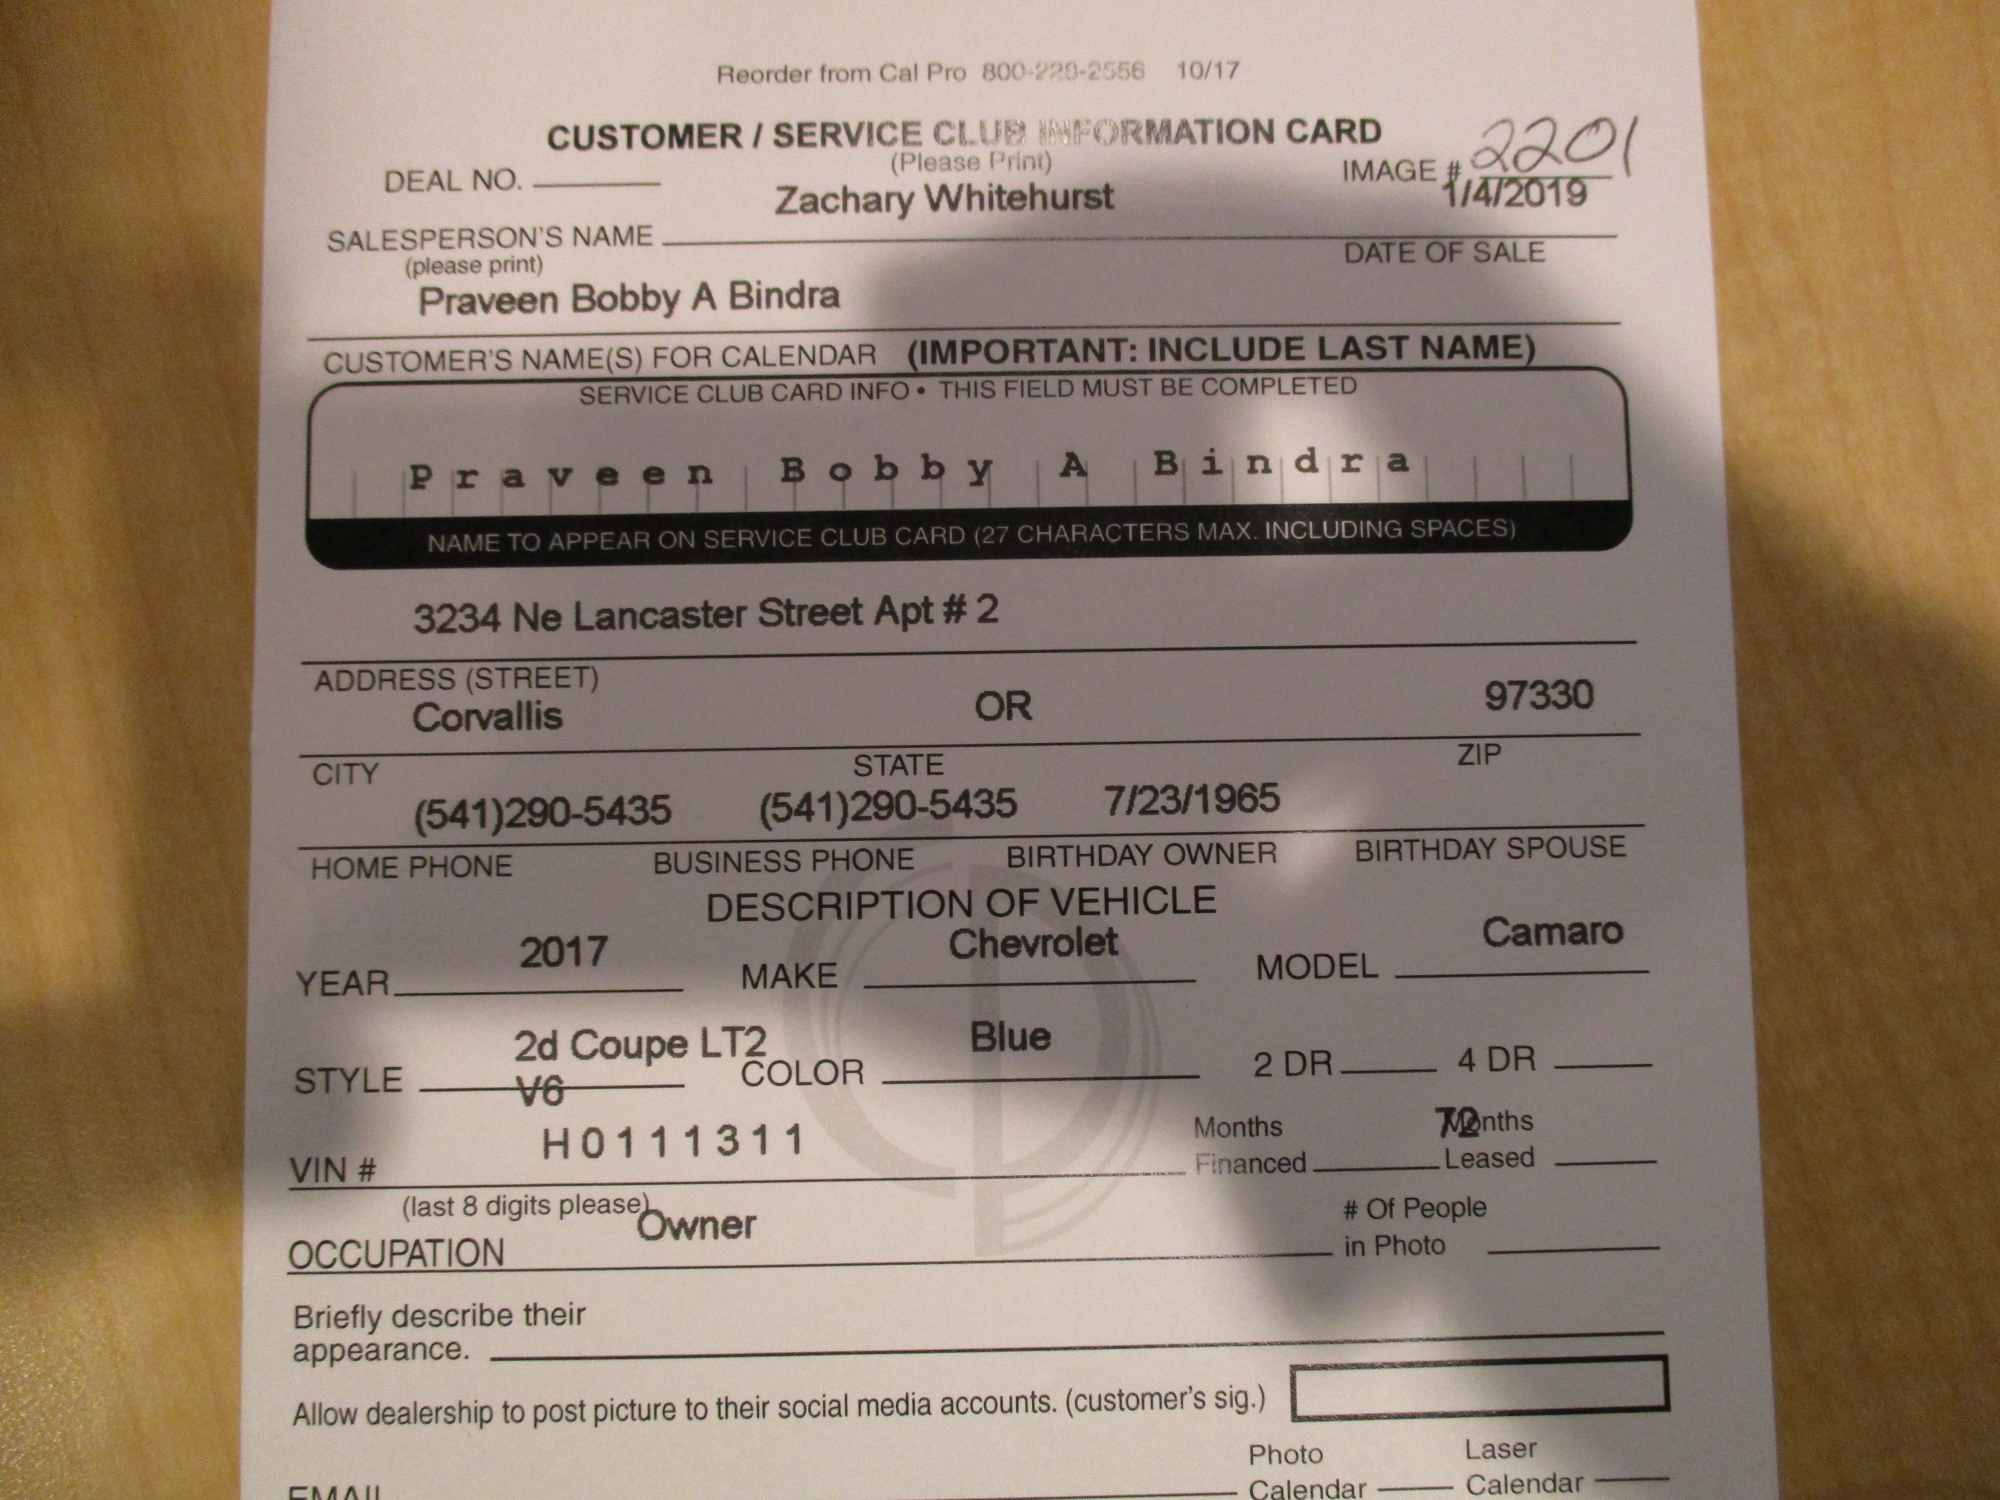 Reorder from Cal Pro 800-228-2556 10/17
CUSTOMER / SERVICE CLUB INFORMATION CARD
(Please Print)
DEAL NO.
IMAGE # 2201
Zachary Whitehurst 1/4/2019
SALESPERSON'S NAME
(please print)
DATE OF SALE
Praveen Bobby A Bindra
CUSTOMER'S NAME(S) FOR CALENDAR (IMPORTANT: INCLUDE LAST NAME)
SERVICE CLUB CARD INFO • THIS FIELD MUST BE COMPLETED
Praveen Bobby A Bindra
NAME TO APPEAR ON SERVICE CLUB CARD (27 CHARACTERS MAX. INCLUDING SPACES)
3234 Ne Lancaster Street Apt # 2
ADDRESS (STREET)
Corvallis OR 97330
CITY STATE ZIP
(541)290-5435 (541)290-5435 7/23/1965
HOME PHONE BUSINESS PHONE BIRTHDAY OWNER BIRTHDAY SPOUSE
DESCRIPTION OF VEHICLE
YEAR 2017 MAKE Chevrolet MODEL Camaro
STYLE 2d Coupe LT2 V6 COLOR Blue 2 DR 4 DR
VIN # H0111311
(last 8 digits please)
Months Financed 72 Months Leased
OCCUPATION Owner
# Of People in Photo
Briefly describe their
appearance.
Allow dealership to post picture to their social media accounts. (customer's sig.)
Photo Calendar Laser Calendar
EMAIL